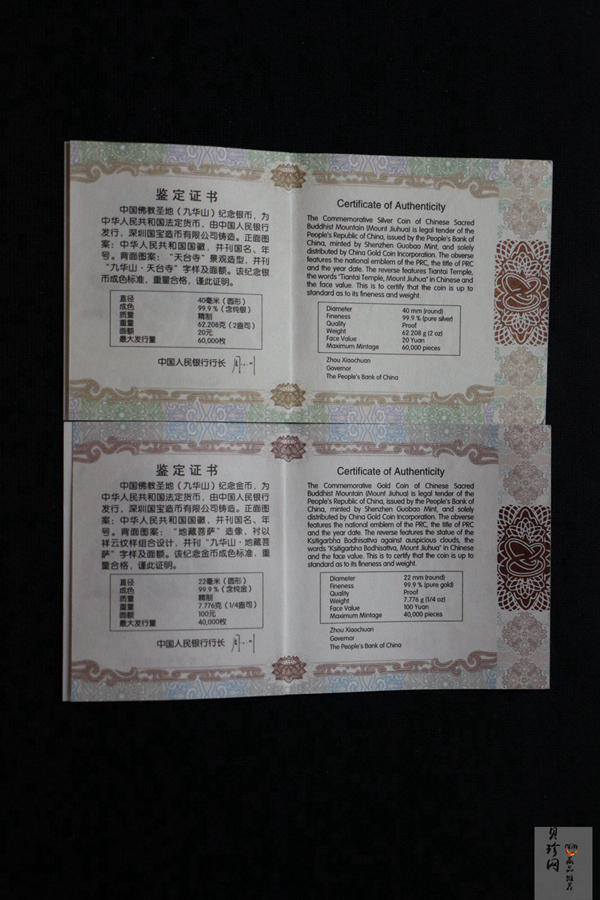 鉴定证书
中国佛教圣地（九华山）纪念银币，为
中华人民共和国法定货币，由中国人民银行
发行，深圳国宝造币有限公司铸造。正面图
案：中华人民共和国国徽，并刊国名、年
号。背面图案：“天台寺”景观造型，并刊
“九华山·天台寺”字样及面额。该纪念银
币成色标准，重量合格，谨此证明。
直径 40毫米（圆形）
成色 99.9％（含纯银）
质量 精制
重量 62.208克（2盎司）
面额 20元
最大发行量 60,000枚
中国人民银行行长
Certificate of Authenticity
The Commemorative Silver Coin of Chinese Sacred
Buddhist Mountain (Mount Jiuhua) is legal tender of the
People's Republic of China, issued by the People's Bank of
China, minted by Shenzhen Guobao Mint, and solely
distributed by China Gold Coin Incorporation. The obverse
features the national emblem of the PRC, the title of PRC
and the year date. The reverse features Tiantai Temple,
the words "Tiantai Temple, Mount Jiuhua" in Chinese and
the face value. This is to certify that the coin is up to
standard as to its fineness and weight.
Diameter 40 mm (round)
Fineness 99.9 % (pure silver)
Quality Proof
Weight 62.208 g (2 oz)
Face Value 20 Yuan
Maximum Mintage 60,000 pieces
Zhou Xiaochuan
Governor
The People's Bank of China
鉴定证书
中国佛教圣地（九华山）纪念金币，为
中华人民共和国法定货币，由中国人民银行
发行，深圳国宝造币有限公司铸造。正面图
案：中华人民共和国国徽，并刊国名、年
号。背面图案：“地藏菩萨”造像，衬以
祥云纹样组合设计，并刊“九华山·地藏菩
萨”字样及面额。该纪念金币成色标准，重
量合格，谨此证明。
直径 22毫米（圆形）
成色 99.9％（含纯金）
质量 精制
重量 7.776克（1/4盎司）
面额 100元
最大发行量 40,000枚
中国人民银行行长
Certificate of Authenticity
The Commemorative Gold Coin of Chinese Sacred
Buddhist Mountain (Mount Jiuhua) is legal tender of the
People's Republic of China, issued by the People's Bank of
China, minted by Shenzhen Guobao Mint, and solely
distributed by China Gold Coin Incorporation. The obverse
features the national emblem of the PRC, the title of PRC
and the year date. The reverse features the statue of the
Ksitigarbha Bodhisattva against auspicious clouds, the
words "Ksitigarbha Bodhisattva, Mount Jiuhua" in Chinese
and the face value. This is to certify that the coin is up to
standard as to its fineness and weight.
Diameter 22 mm (round)
Fineness 99.9 % (pure gold)
Quality Proof
Weight 7.776 g (1/4 oz)
Face Value 100 Yuan
Maximum Mintage 40,000 pieces
Zhou Xiaochuan
Governor
The People's Bank of China
贝珍网
藏品推荐